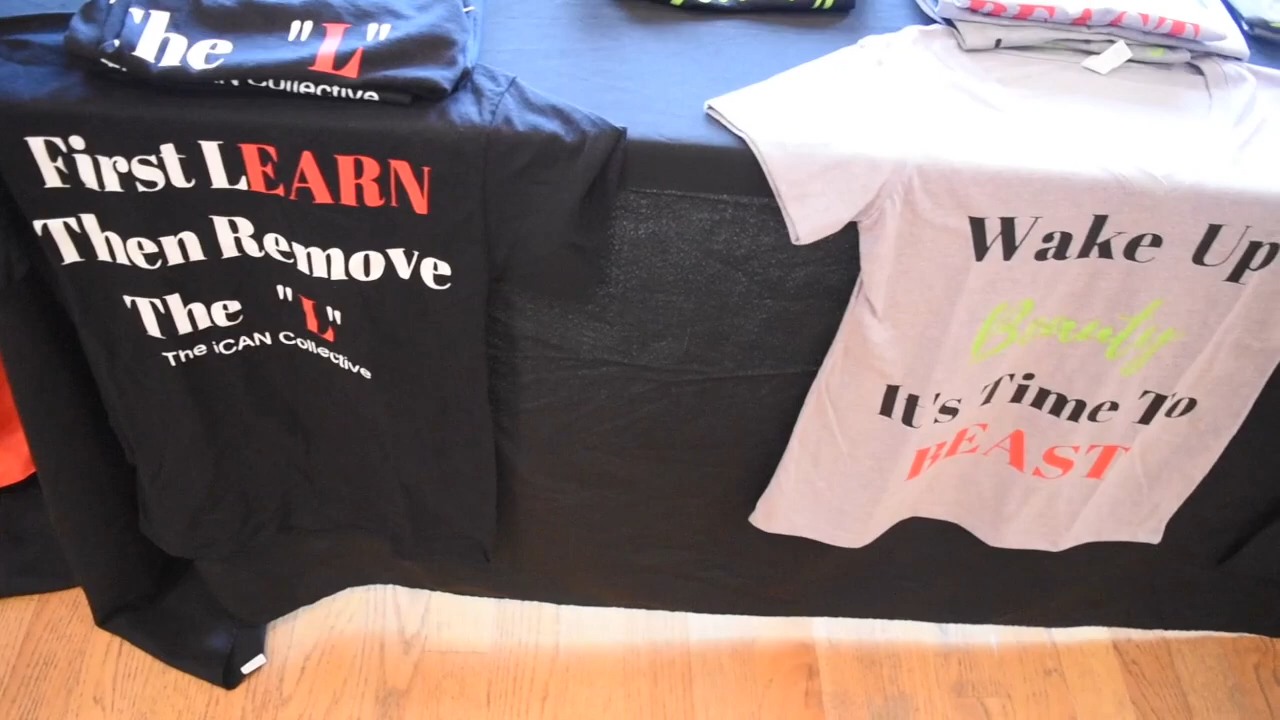 The "L"
Collective
First LEARN
Then Remove
The "L"
The iCAN Collective
BEAST
Wake Up
Beauty
It's Time To
BEAST